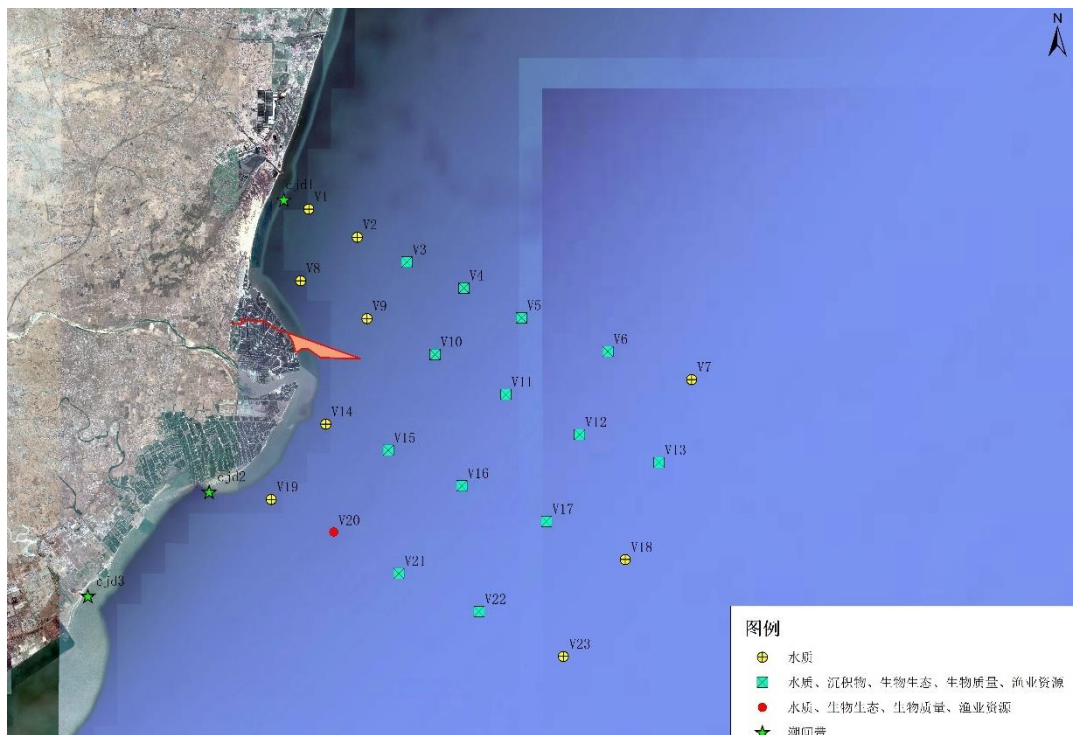 N
cjd1
V1
V2
V3
V8
V4
V9
V5
V10
V6
V7
V11
V14
V12
V15
V13
V16
cjd2
V19
V17
V20
V18
V21
cjd3
V22
V23
图例
水质
水质、沉积物、生物生态、生物质量、渔业资源
水质、生物生态、生物质量、渔业资源
潮间带